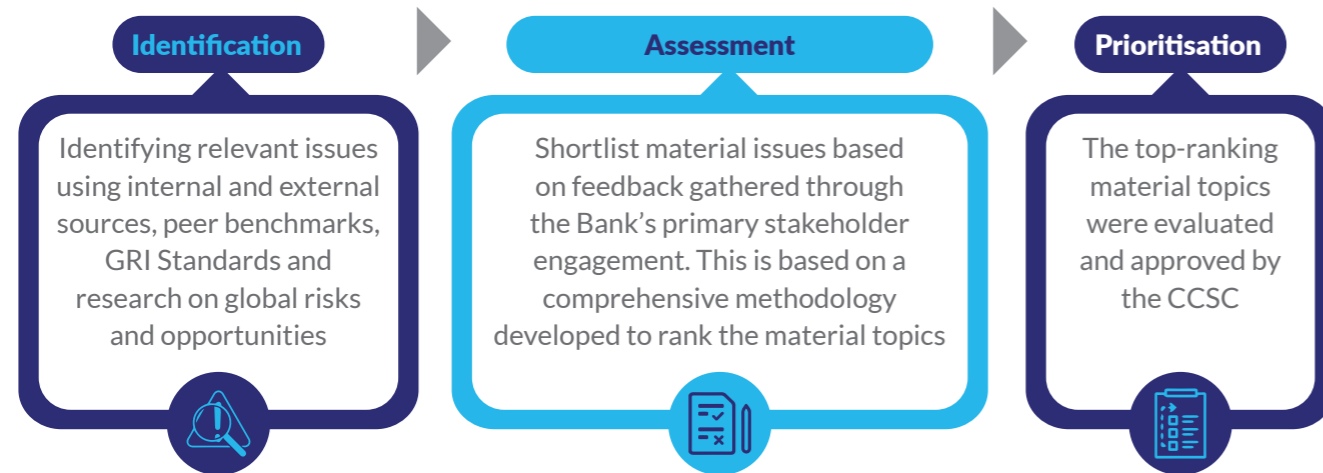 Identification
Identifying relevant issues
using internal and external
sources, peer benchmarks,
GRI Standards and
research on global risks
and opportunities
Assessment
Shortlist material issues based
on feedback gathered through
the Bank's primary stakeholder
engagement. This is based on a
comprehensive methodology
developed to rank the material topics
Prioritisation
The top-ranking
material topics
were evaluated
and approved by
the CCSC